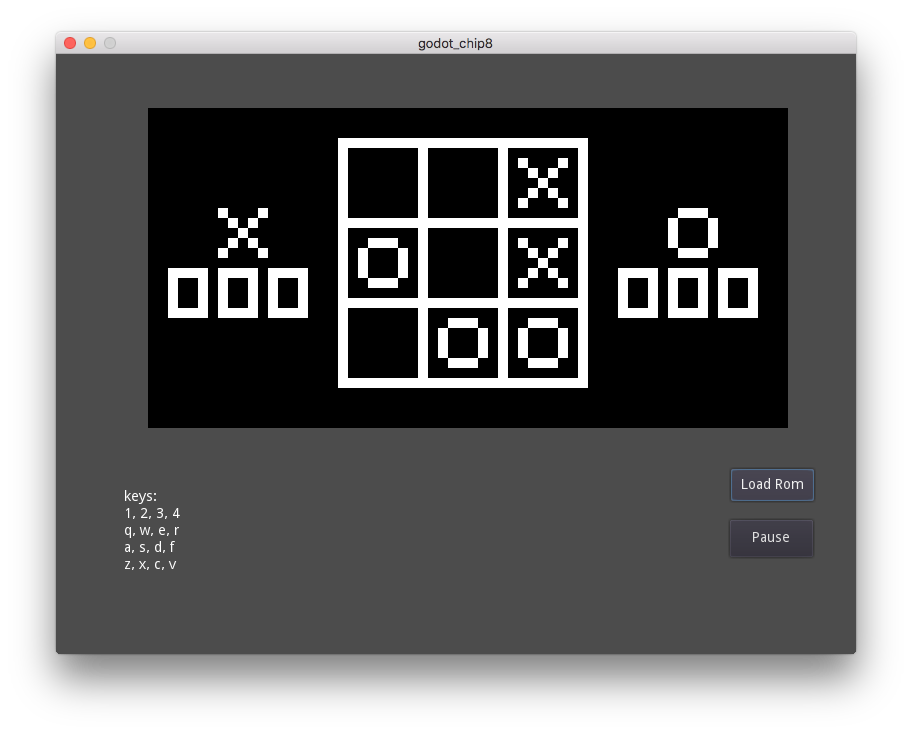 godot_chip8
X
X O
000 000
O X
O O
Load Rom
keys:
1, 2, 3, 4
q, w, e, r
a, s, d, f
z, x, c, v
Pause